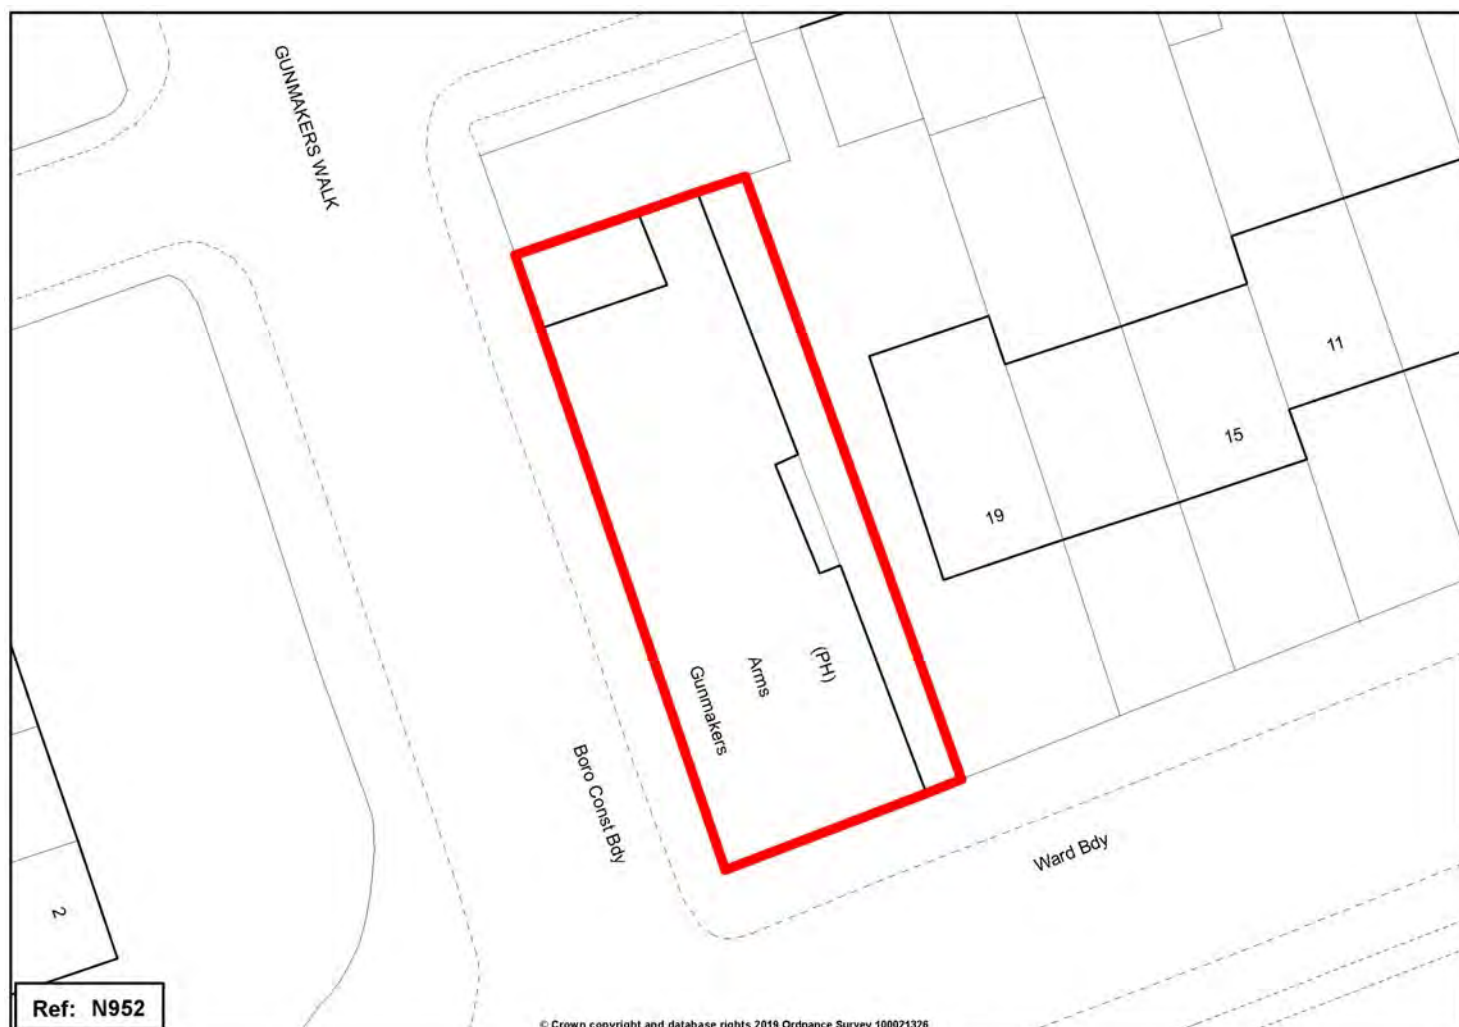 GUNMAKERS WALK
11
15
19
(PH)
Arms
Gunmakers
Boro Const Bdy
Ward Bdy
2
Ref: N952
© Crown copyright and database rights 2019 Ordnance Survey 100021326